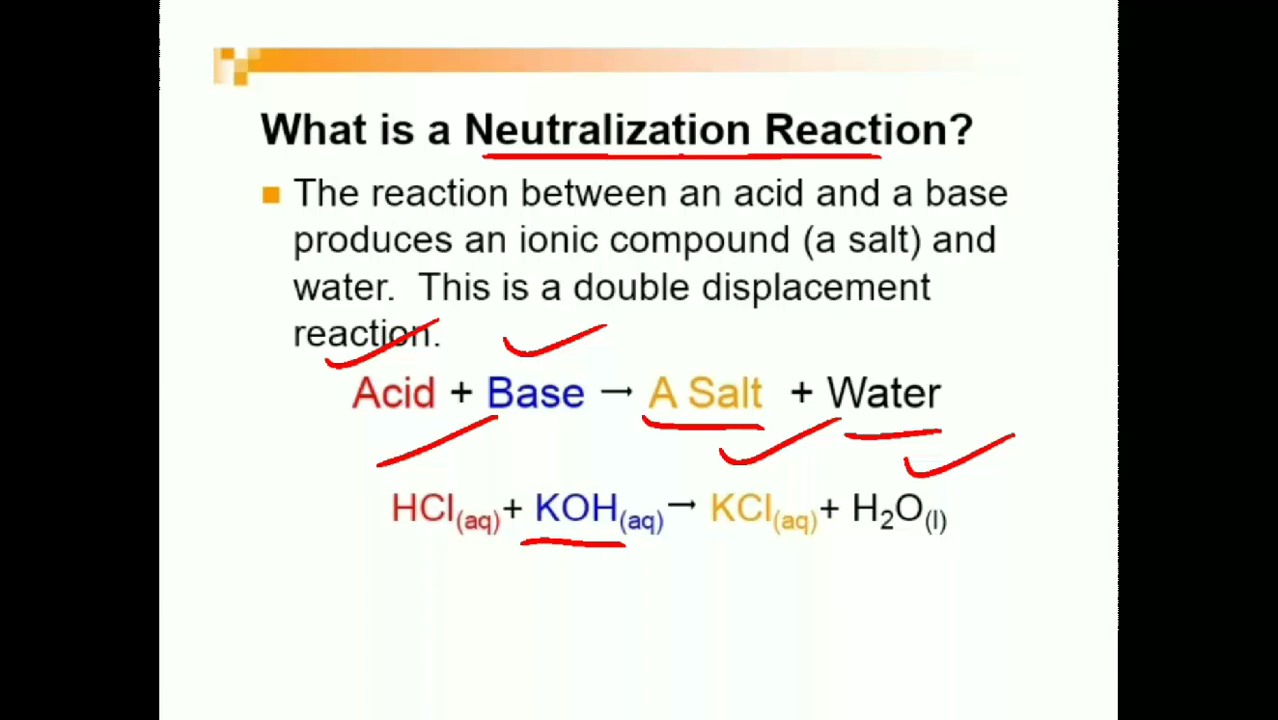 What is a Neutralization Reaction?
The reaction between an acid and a base
produces an ionic compound (a salt) and
water. This is a double displacement
reaction.
Acid + Base → A Salt + Water
HCl(aq)+ KOH(aq)→ KCl(aq)+ H₂O(l)